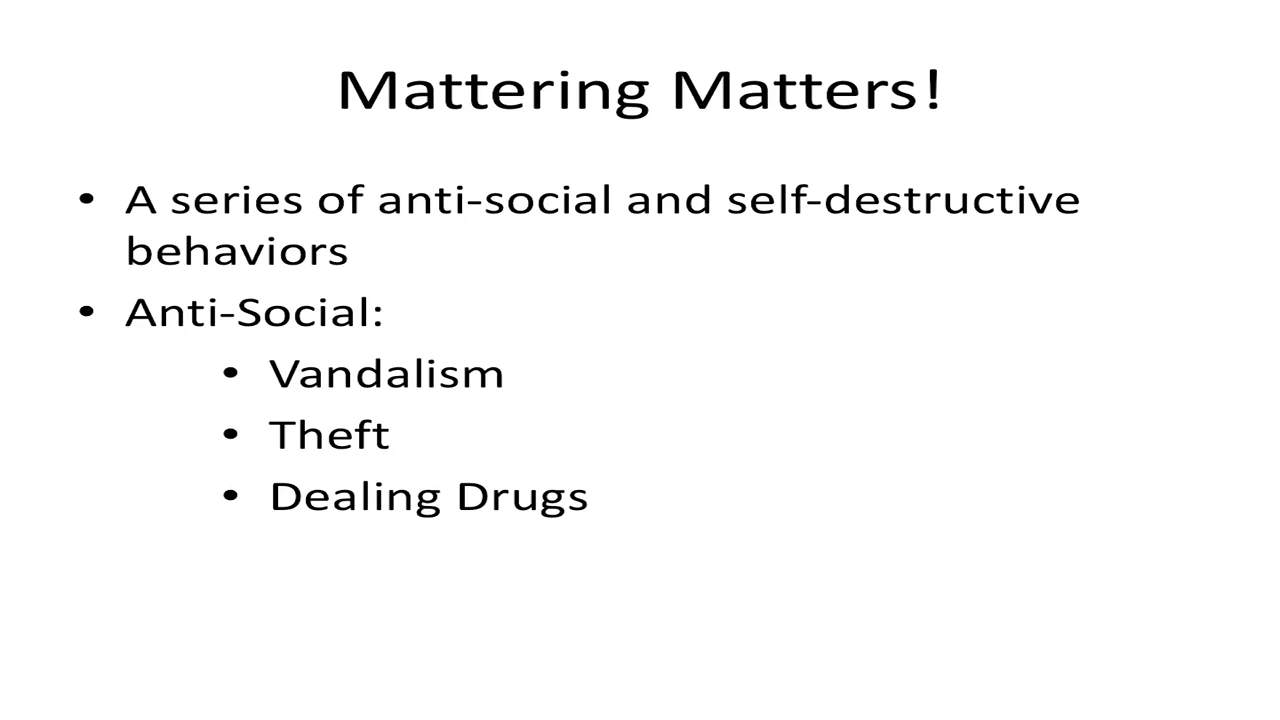 Mattering Matters!
• A series of anti-social and self-destructive
behaviors
• Anti-Social:
• Vandalism
• Theft
• Dealing Drugs